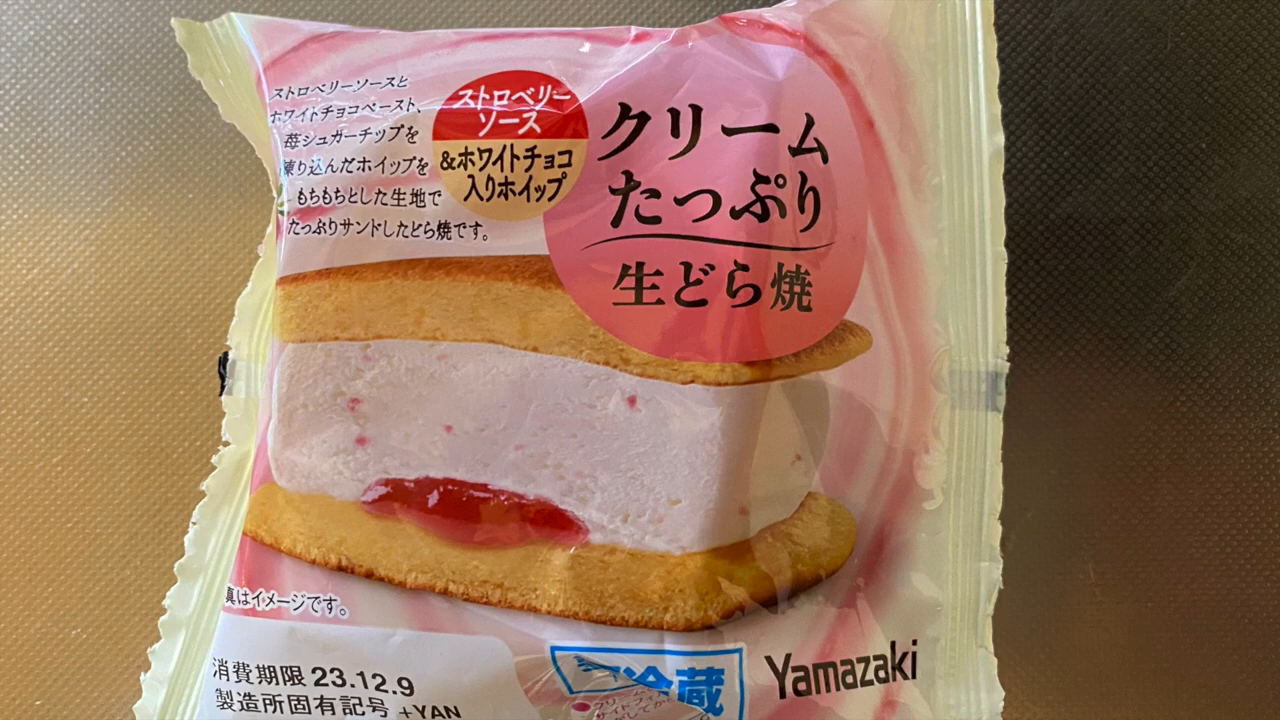 ストロベリーソースと
ホワイトチョコペースト、
苺シュガーチップを
練り込んだホイップを
もちもちとした生地で
たっぷりサンドしたどら焼です。
ストロベリー
ソース
&ホワイトチョコ
入りホイップ
クリーム
たっぷり
生どら焼
真はイメージです。
消費期限 23.12.9
製造所固有記号 +YAN
冷蔵
Yamazaki